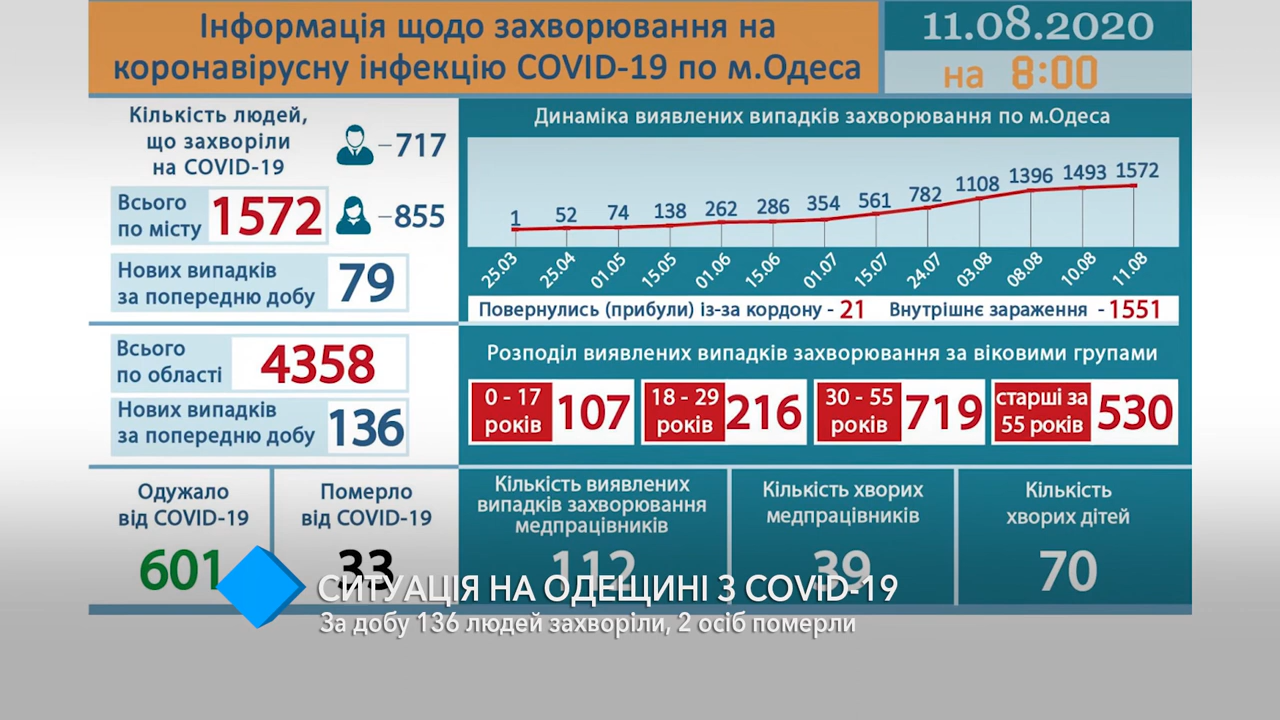 Інформація щодо захворювання на
коронавірусну інфекцію COVID-19 по м.Одеса
11.08.2020
на 8:00
Кількість людей,
що захворіли
на COVID-19
–717
–855
Всього
по місту
1572
Нових випадків
за попередню добу
79
Динаміка виявлених випадків захворювання по м.Одеса
1 52 74 138 262 286 354 561 782 1108 1396 1493 1572
25.03 25.04 01.05 15.05 01.06 15.06 01.07 15.07 24.07 03.08 08.08 10.08 11.08
Повернулись (прибули) із-за кордону - 21 Внутрішнє зараження - 1551
Всього
по області
4358
Нових випадків
за попередню добу
136
Розподіл виявлених випадків захворювання за віковими групами
0 - 17
років
107
18 - 29
років
216
30 - 55
років
719
старші за
55 років
530
Одужало
від COVID-19
601
Померло
від COVID-19
33
Кількість виявлених
випадків захворювання
медпрацівників
112
Кількість хворих
медпрацівників
39
Кількість
хворих дітей
70
СИТУАЦІЯ НА ОДЕЩИНІ З COVID-19
За добу 136 людей захворіли, 2 осіб померли